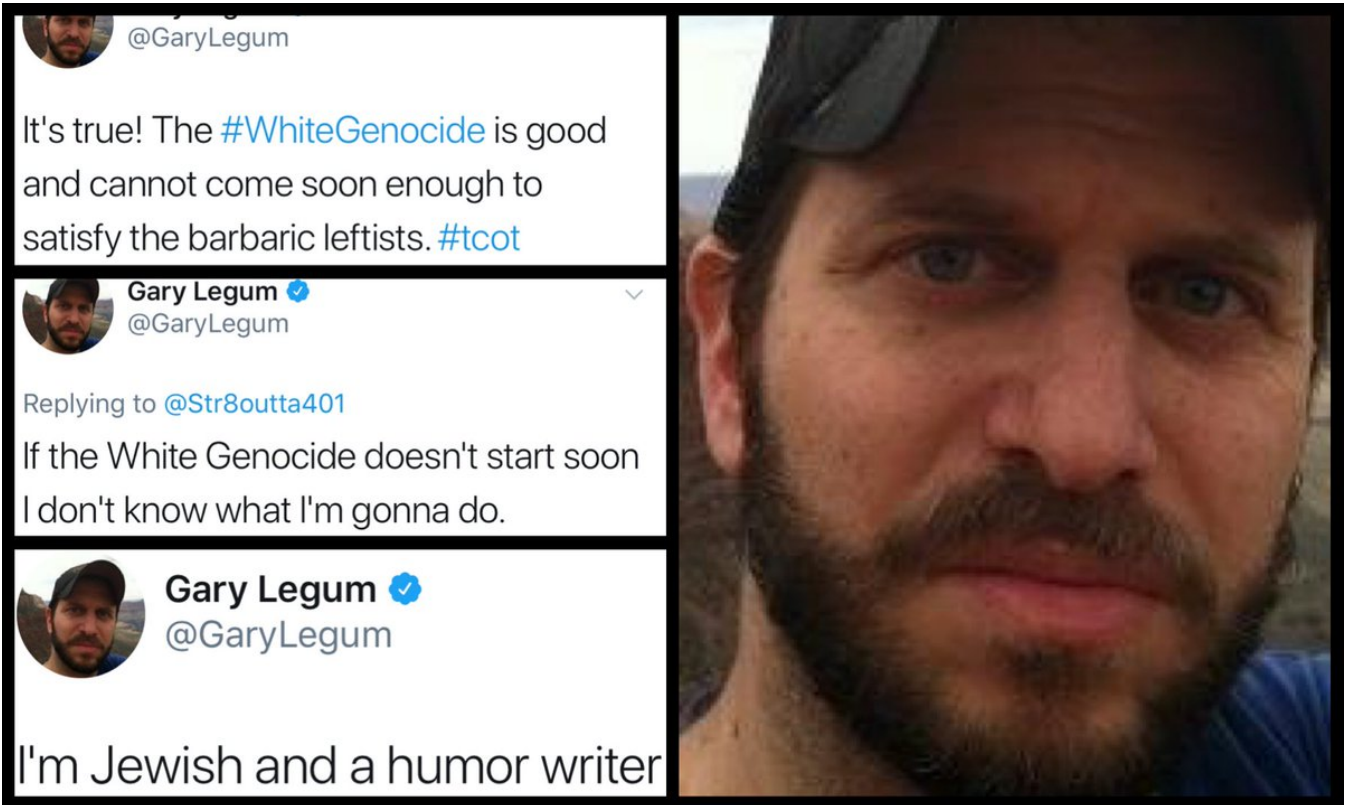 @GaryLegum
It's true! The #WhiteGenocide is good
and cannot come soon enough to
satisfy the barbaric leftists. #tcot
Gary Legum
@GaryLegum
Replying to @Str8outta401
If the White Genocide doesn't start soon
I don't know what I'm gonna do.
Gary Legum
@GaryLegum
I'm Jewish and a humor writer